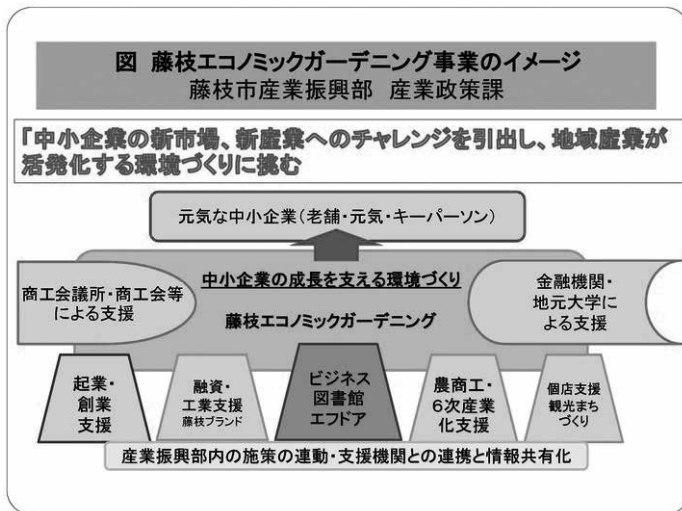 図 藤枝エコノミックガーデニング事業のイメージ
藤枝市産業振興部 産業政策課
「中小企業の新市場、新産業へのチャレンジを引出し、地域産業が
活発化する環境づくりに挑む
元気な中小企業(老舗・元気・キーパーソン)
商工会議所・商工会等
による支援
中小企業の成長を支える環境づくり
藤枝エコノミックガーデニング
金融機関・
地元大学に
よる支援
起業・
創業
支援
融資・
工業支援
藤枝ブランド
ビジネス
図書館
エフドア
農商工・
6次産業
化支援
個店支援
観光まち
づくり
産業振興部内の施策の連動・支援機関との連携と情報共有化